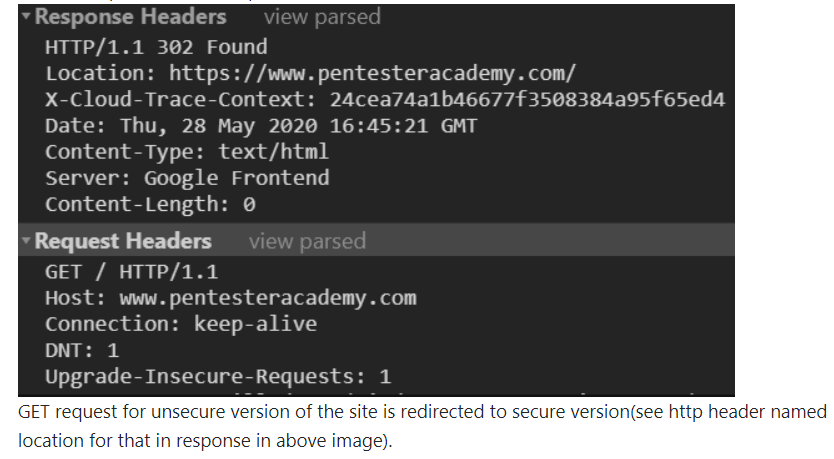 Response Headers view parsed
HTTP/1.1 302 Found
Location: https://www.pentesteracademy.com/
X-Cloud-Trace-Context: 24cea74a1b46677f3508384a95f65ed4
Date: Thu, 28 May 2020 16:45:21 GMT
Content-Type: text/html
Server: Google Frontend
Content-Length: 0
Request Headers view parsed
GET / HTTP/1.1
Host: www.pentesteracademy.com
Connection: keep-alive
DNT: 1
Upgrade-Insecure-Requests: 1
GET request for unsecure version of the site is redirected to secure version(see http header named
location for that in response in above image).